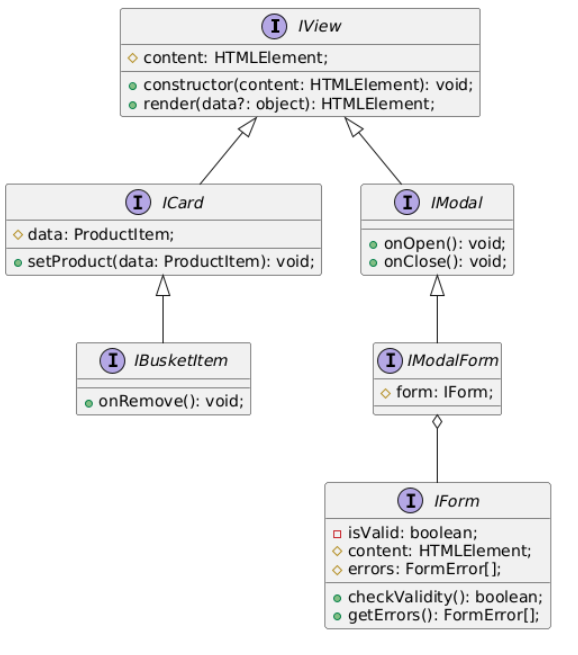 I IView
content: HTMLElement;
constructor(content: HTMLElement): void;
render(data?: object): HTMLElement;
I ICard
data: ProductItem;
setProduct(data: ProductItem): void;
I IModal
onOpen(): void;
onClose(): void;
I IBusketItem
onRemove(): void;
I IModalForm
form: IForm;
I IForm
isValid: boolean;
content: HTMLElement;
errors: FormError[];
checkValidity(): boolean;
getErrors(): FormError[];